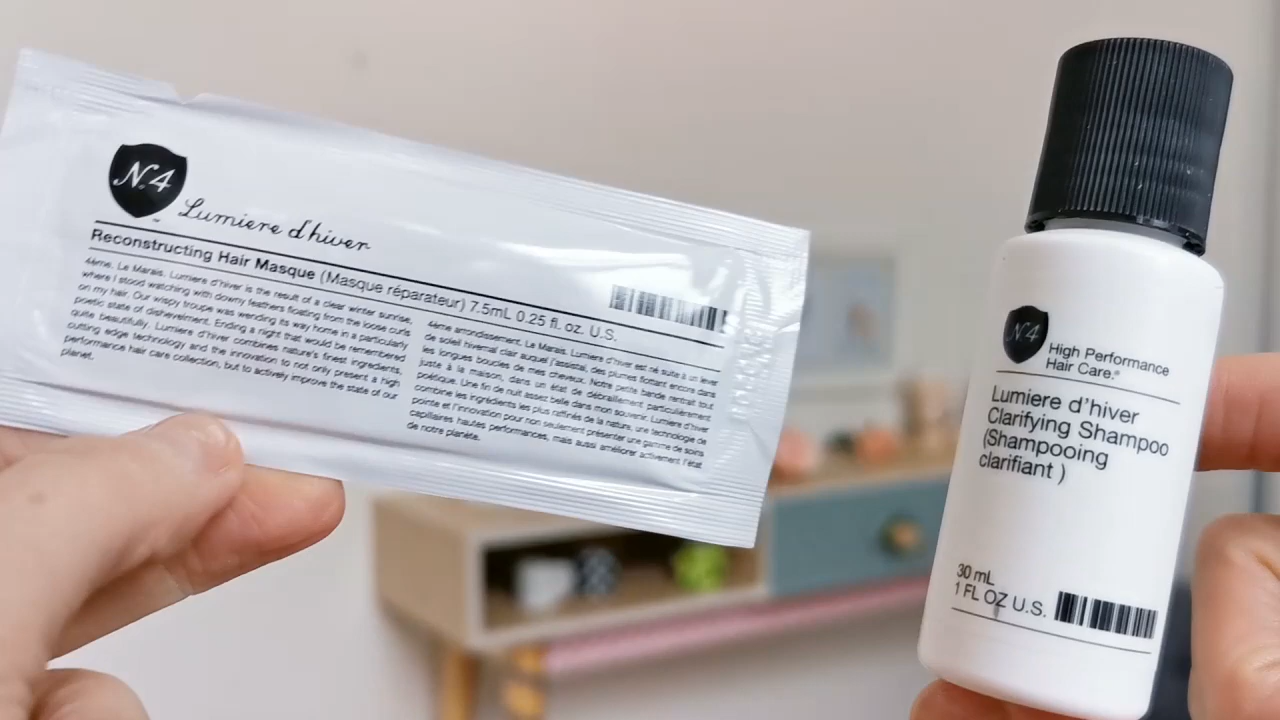 N.4
Lumiere d'hiver
Reconstructing Hair Masque (Masque réparateur) 7.5mL 0.25 fl. oz. U.S.
4éme. Le Marais. Lumiere d'hiver is the result of a clear winter sunrise,
where I stood watching with downy feathers floating from the loose curls
on my hair. Our wispy troupe was wending its way home in a particularly
poetic state of dishevelment. Ending a night that would be remembered
quite beautifully. Lumiere d'hiver combines nature's finest ingredients,
cutting edge technology and the innovation to not only present a high
performance hair care collection, but to actively improve the state of our
planet.
4éme arrondissement. Le Marais. Lumiere d'hiver est né suite à un lever
de soleil hivernal clair auquel j'assistai, des plumes flottant encore dans
les longues boucles de mes cheveux. Notre petite bande rentrait tout
juste à la maison, dans un état de débraillement particulièrement
poétique. Une fin de nuit assez belle dans mon souvenir. Lumiere d'hiver
combine les ingrédients les plus raffinés de la nature, une technologie de
pointe et l'innovation pour non seulement présenter une gamme de soins
capillaires hautes performances, mais aussi améliorer activement l'état
de notre planète.
N.4
High Performance
Hair Care.®
Lumiere d'hiver
Clarifying Shampoo
(Shampooing
clarifiant )
30 mL
1 FL OZ U.S.